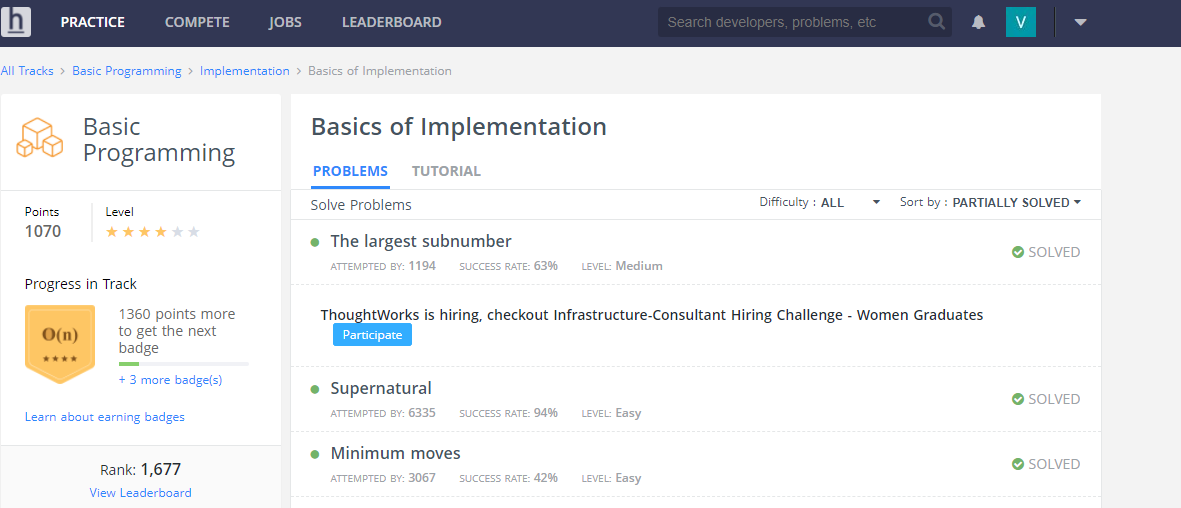 h PRACTICE COMPETE JOBS LEADERBOARD Search developers, problems, etc V
All Tracks > Basic Programming > Implementation > Basics of Implementation
Basic
Programming
Points Level
1070
Progress in Track
O(n)
1360 points more
to get the next
badge
+ 3 more badge(s)
Learn about earning badges
Rank: 1,677
View Leaderboard
Basics of Implementation
PROBLEMS TUTORIAL
Solve Problems Difficulty : ALL Sort by : PARTIALLY SOLVED
The largest subnumber SOLVED
ATTEMPTED BY: 1194 SUCCESS RATE: 63% LEVEL: Medium
ThoughtWorks is hiring, checkout Infrastructure-Consultant Hiring Challenge - Women Graduates
Participate
Supernatural SOLVED
ATTEMPTED BY: 6335 SUCCESS RATE: 94% LEVEL: Easy
Minimum moves SOLVED
ATTEMPTED BY: 3067 SUCCESS RATE: 42% LEVEL: Easy